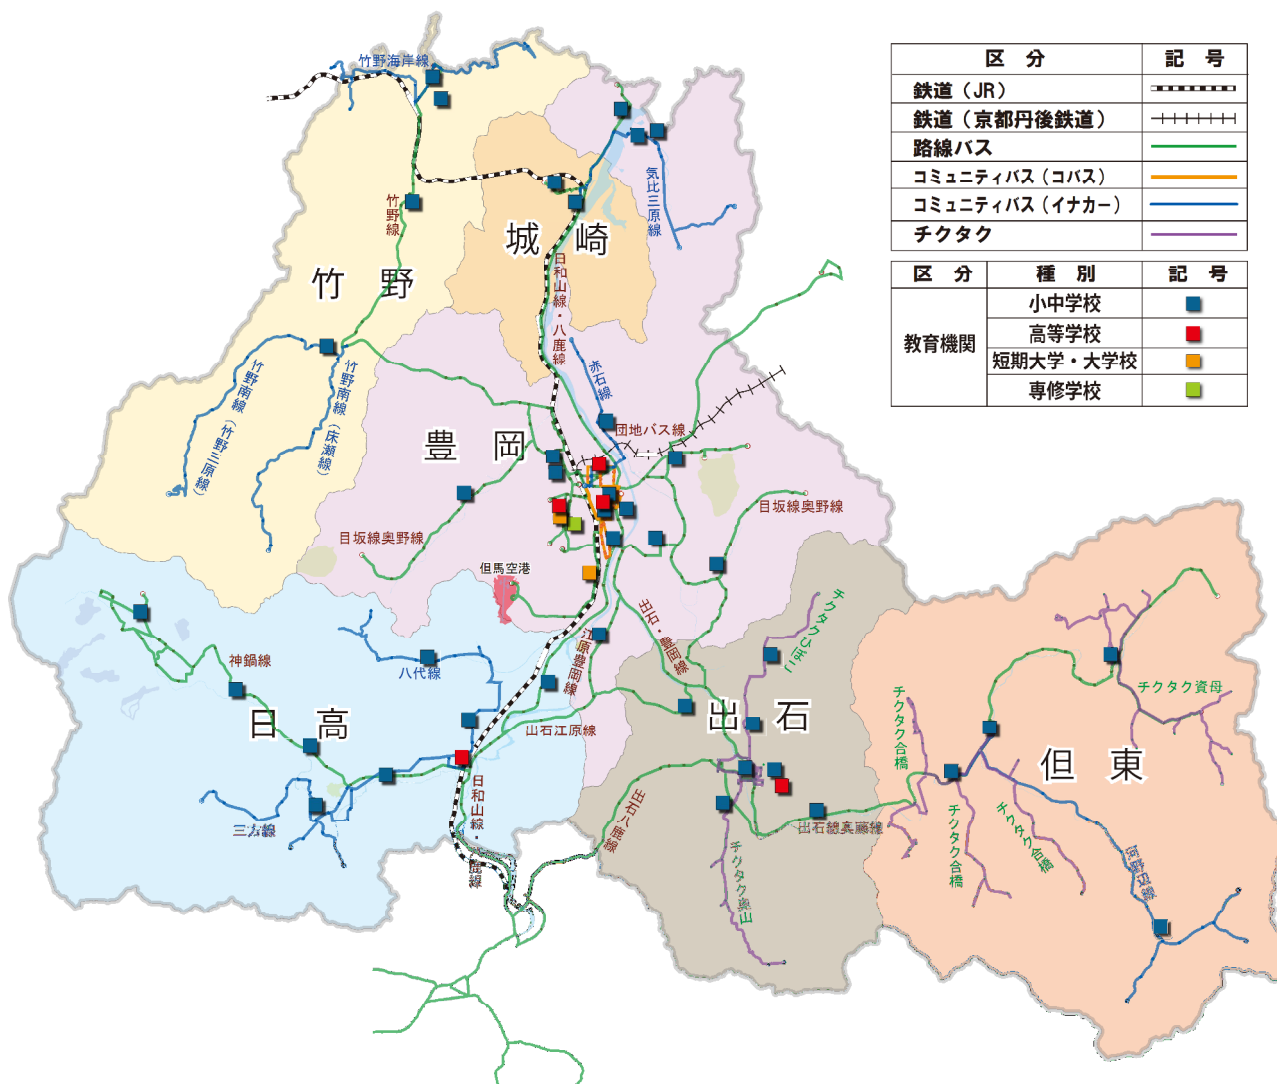 区 分 記 号
鉄道（JR）
鉄道（京都丹後鉄道）
路線バス
コミュニティバス（コバス）
コミュニティバス（イナカー）
チクタク
区 分 種 別 記 号
教育機関
小中学校
高等学校
短期大学・大学校
専修学校
竹野海岸線
竹野線
気比三原線
城 崎
竹 野
日和山線・八鹿線
赤石線
竹野南線（竹野三原線）
竹野南線（床瀬線）
団地バス線
豊 岡
目坂線奥野線
目坂線奥野線
但馬空港
出石・豊岡線
チクタクひぼこ
江原豊岡線
神鍋線
八代線
日 高
出石江原線
出 石
チクタク合橋
チクタク資母
但 東
日和山線・
三方線
出石八鹿線
チクタク奥山
チクタク合橋
チクタク合橋